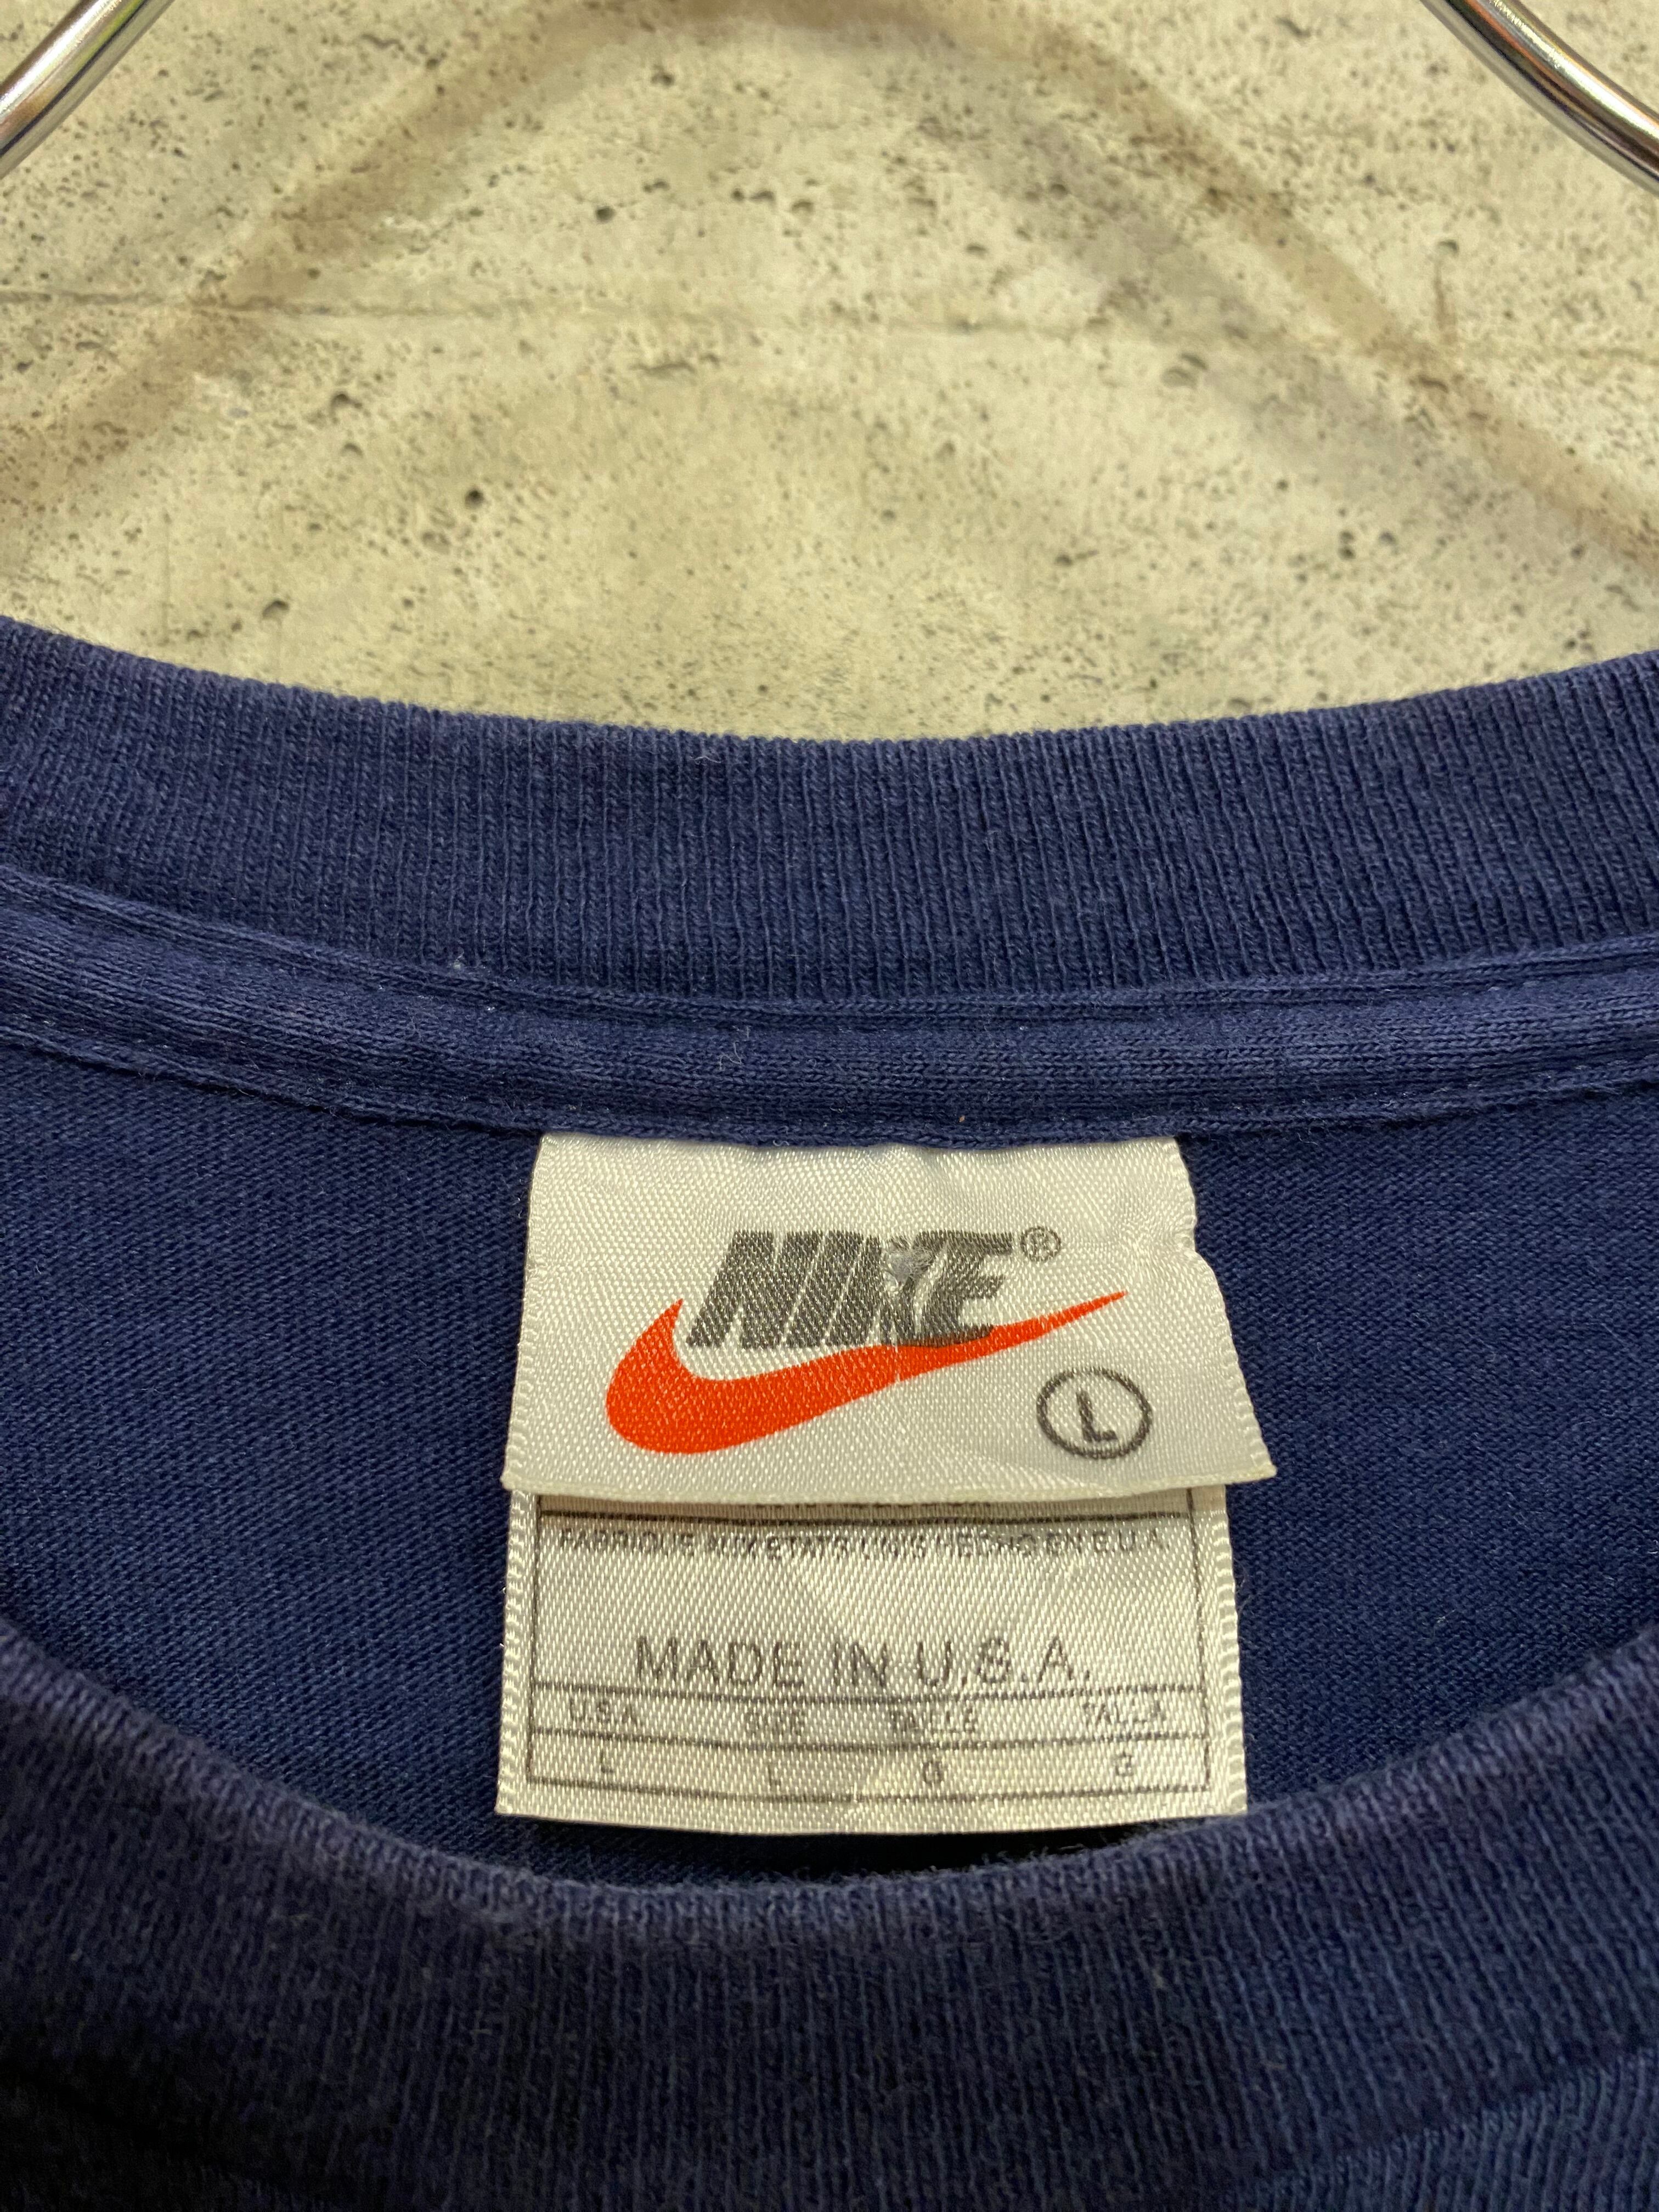 NIKE®
L
FABRIQUE AUX ETATS UNIS HECHO EN E.U.A.
MADE IN U.S.A.
U.S.A. SIZE TAILLE TALLA
L L G G